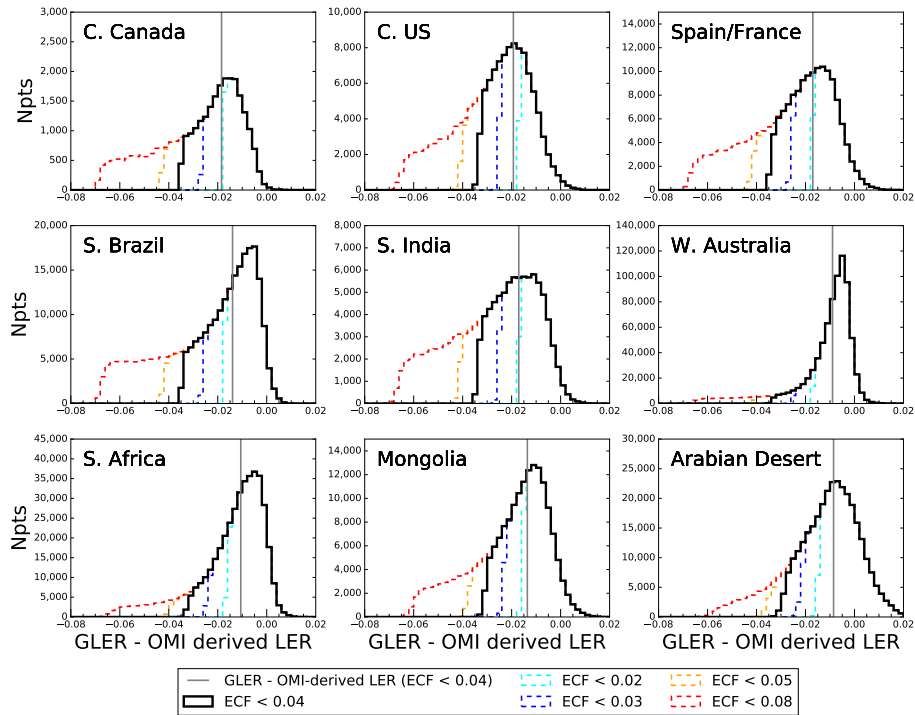 C. Canada
3,000
2,500
2,000
1,500
1,000
500
0
Npts
−0.08 −0.06 −0.04 −0.02 0.00 0.02
C. US
10,000
8,000
6,000
4,000
2,000
0
−0.08 −0.06 −0.04 −0.02 0.00 0.02
Spain/France
14,000
12,000
10,000
8,000
6,000
4,000
2,000
0
−0.08 −0.06 −0.04 −0.02 0.00 0.02
S. Brazil
20,000
15,000
10,000
5,000
0
Npts
−0.08 −0.06 −0.04 −0.02 0.00 0.02
S. India
8,000
7,000
6,000
5,000
4,000
3,000
2,000
1,000
0
−0.08 −0.06 −0.04 −0.02 0.00 0.02
W. Australia
140,000
120,000
100,000
80,000
60,000
40,000
20,000
0
−0.08 −0.06 −0.04 −0.02 0.00 0.02
S. Africa
45,000
40,000
35,000
30,000
25,000
20,000
15,000
10,000
5,000
0
Npts
−0.08 −0.06 −0.04 −0.02 0.00 0.02
GLER - OMI derived LER
Mongolia
14,000
12,000
10,000
8,000
6,000
4,000
2,000
0
−0.08 −0.06 −0.04 −0.02 0.00 0.02
GLER - OMI derived LER
Arabian Desert
30,000
25,000
20,000
15,000
10,000
5,000
0
−0.08 −0.06 −0.04 −0.02 0.00 0.02
GLER - OMI derived LER
GLER - OMI-derived LER (ECF < 0.04)
ECF < 0.04
ECF < 0.02
ECF < 0.03
ECF < 0.05
ECF < 0.08